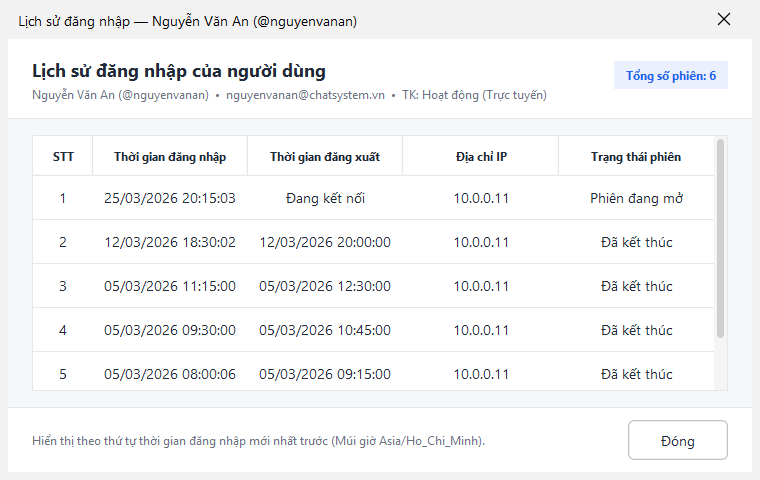 Lịch sử đăng nhập — Nguyễn Văn An (@nguyenvanan)
Lịch sử đăng nhập của người dùng
Tổng số phiên: 6
Nguyễn Văn An (@nguyenvanan) • nguyenvanan@chatsystem.vn • TK: Hoạt động (Trực tuyến)
STT Thời gian đăng nhập Thời gian đăng xuất Địa chỉ IP Trạng thái phiên
1 25/03/2026 20:15:03 Đang kết nối 10.0.0.11 Phiên đang mở
2 12/03/2026 18:30:02 12/03/2026 20:00:00 10.0.0.11 Đã kết thúc
3 05/03/2026 11:15:00 05/03/2026 12:30:00 10.0.0.11 Đã kết thúc
4 05/03/2026 09:30:00 05/03/2026 10:45:00 10.0.0.11 Đã kết thúc
5 05/03/2026 08:00:06 05/03/2026 09:15:00 10.0.0.11 Đã kết thúc
Hiển thị theo thứ tự thời gian đăng nhập mới nhất trước (Múi giờ Asia/Ho_Chi_Minh).
Đóng